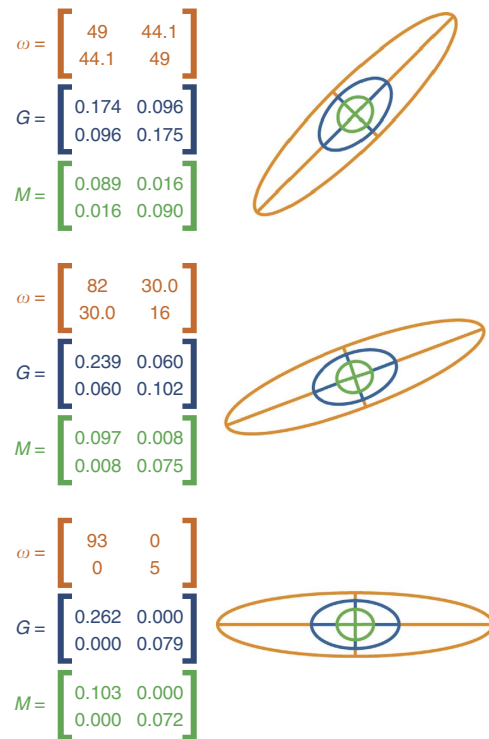 ω = [ 49 44.1
44.1 49 ]
G = [ 0.174 0.096
0.096 0.175 ]
M = [ 0.089 0.016
0.016 0.090 ]
ω = [ 82 30.0
30.0 16 ]
G = [ 0.239 0.060
0.060 0.102 ]
M = [ 0.097 0.008
0.008 0.075 ]
ω = [ 93 0
0 5 ]
G = [ 0.262 0.000
0.000 0.079 ]
M = [ 0.103 0.000
0.000 0.072 ]